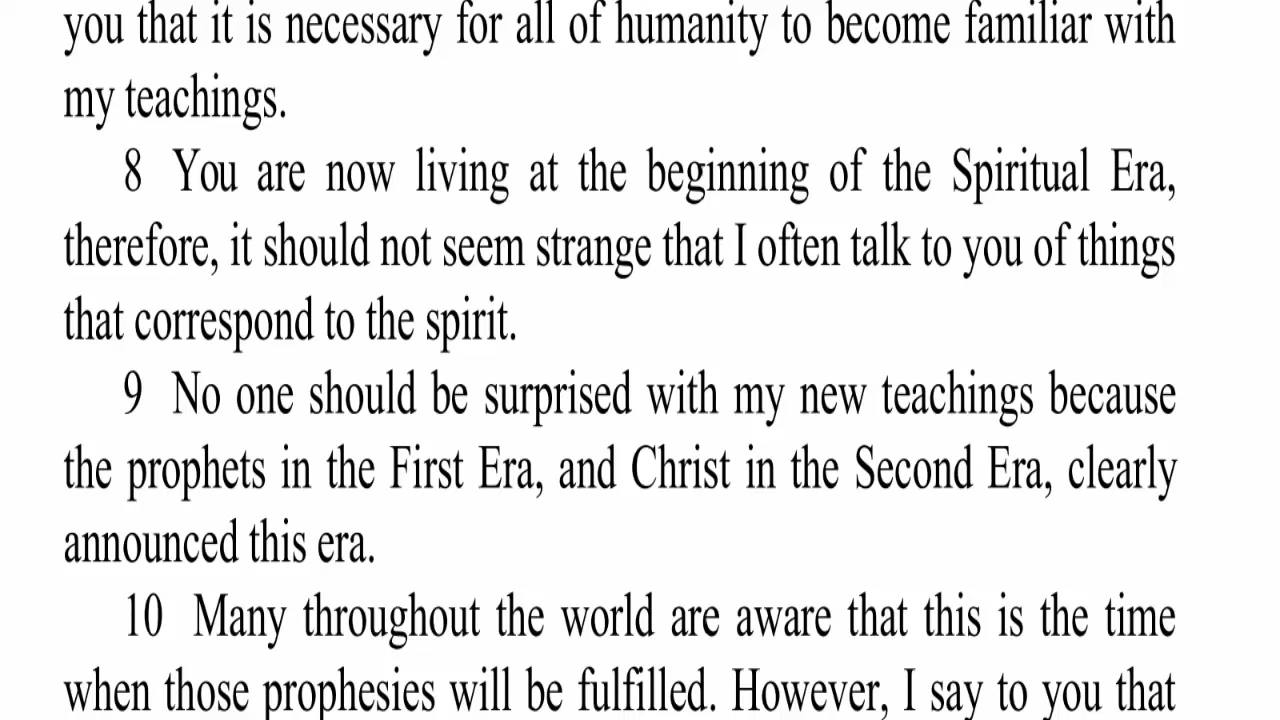 you that it is necessary for all of humanity to become familiar with
my teachings.
8 You are now living at the beginning of the Spiritual Era,
therefore, it should not seem strange that I often talk to you of things
that correspond to the spirit.
9 No one should be surprised with my new teachings because
the prophets in the First Era, and Christ in the Second Era, clearly
announced this era.
10 Many throughout the world are aware that this is the time
when those prophesies will be fulfilled. However, I say to you that